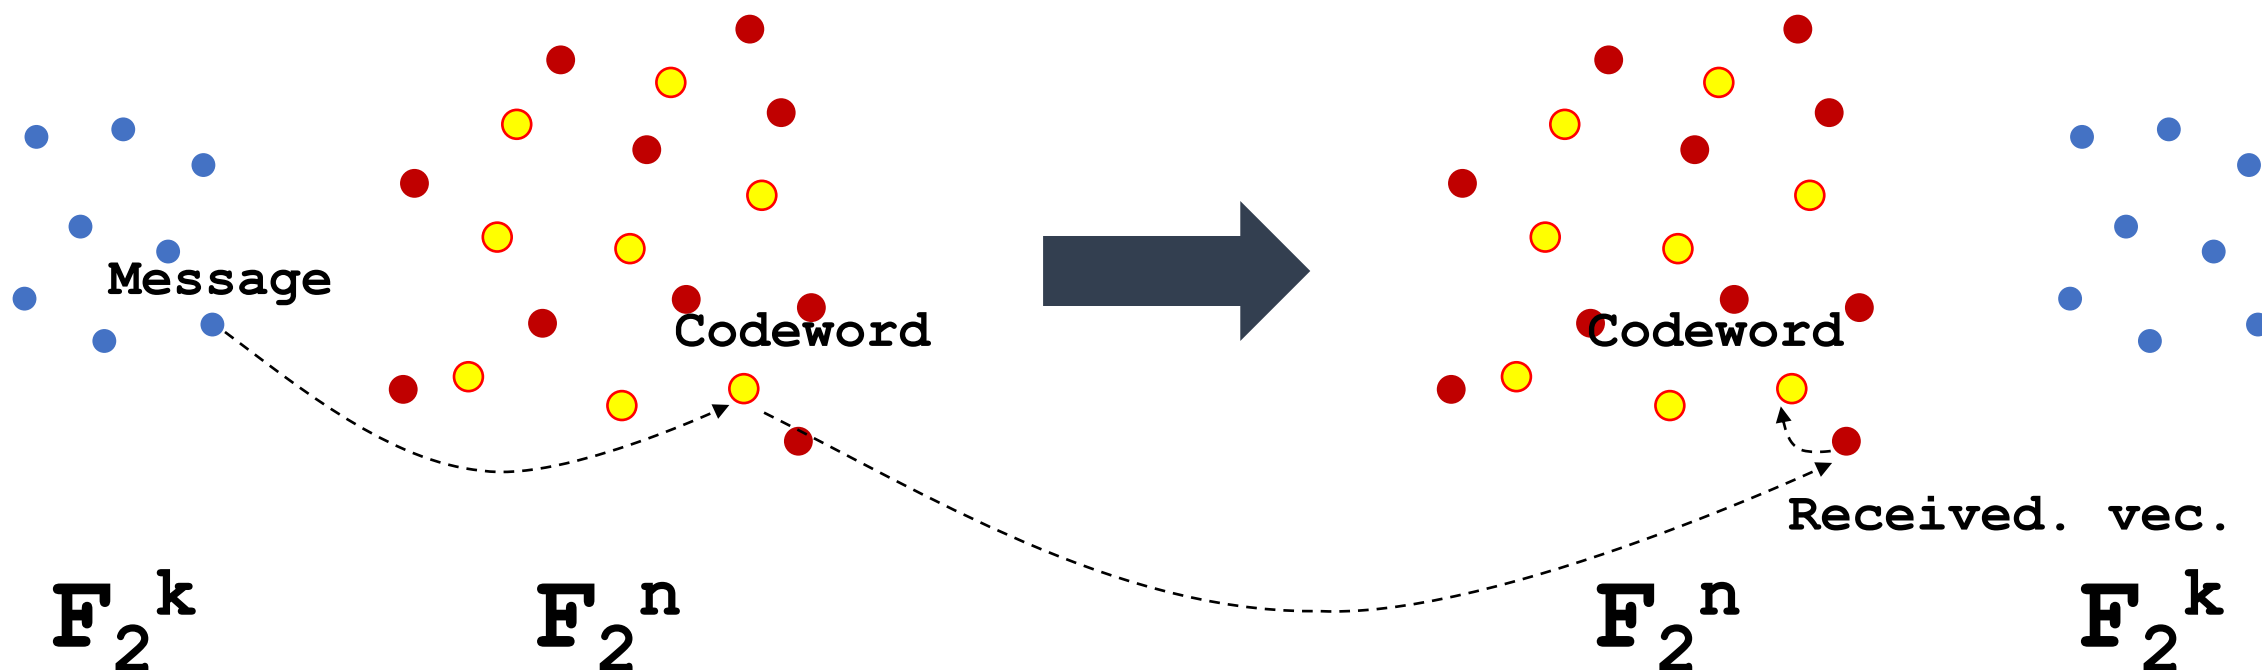 Message
Codeword
Codeword
Received. vec.
F₂ᵏ
F₂ⁿ
F₂ⁿ
F₂ᵏ